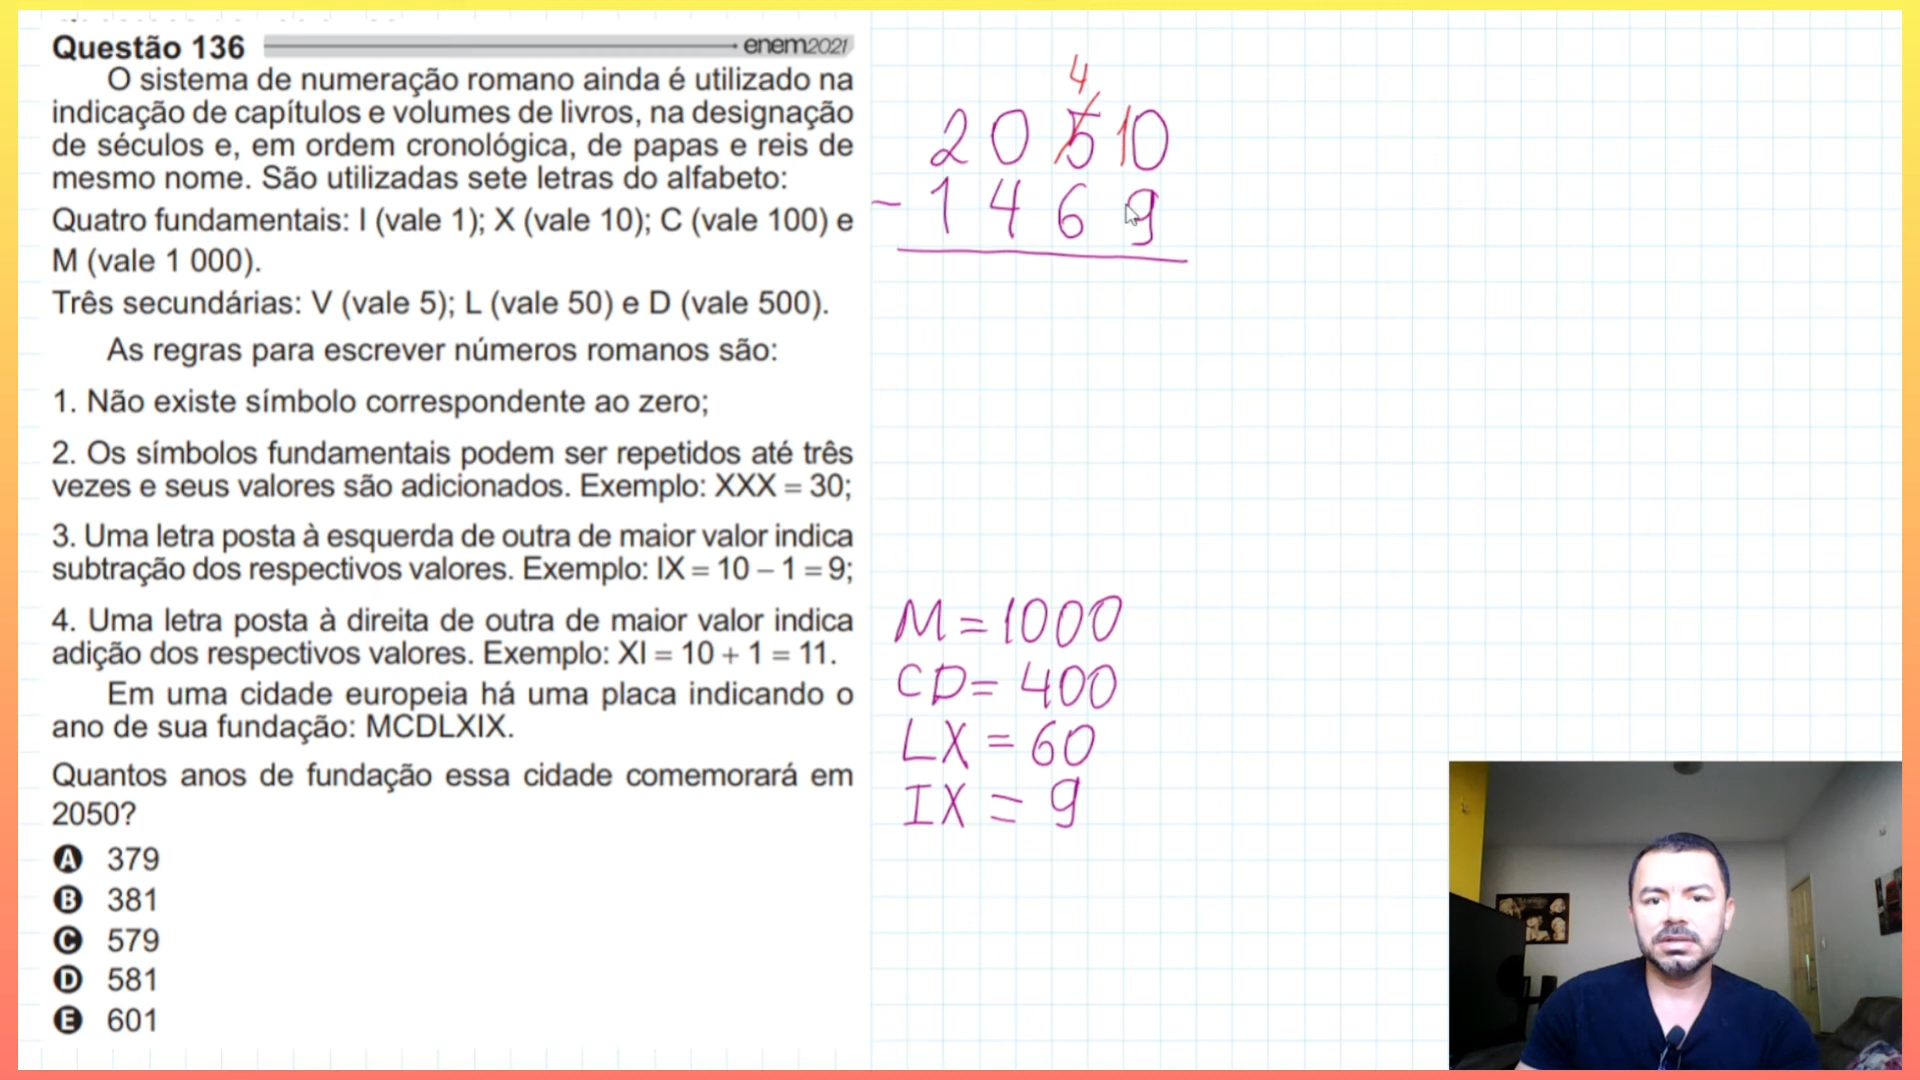 Questão 136 enem2021
O sistema de numeração romano ainda é utilizado na
indicação de capítulos e volumes de livros, na designação
de séculos e, em ordem cronológica, de papas e reis de
mesmo nome. São utilizadas sete letras do alfabeto:
Quatro fundamentais: I (vale 1); X (vale 10); C (vale 100) e
M (vale 1 000).
Três secundárias: V (vale 5); L (vale 50) e D (vale 500).
As regras para escrever números romanos são:
1. Não existe símbolo correspondente ao zero;
2. Os símbolos fundamentais podem ser repetidos até três
vezes e seus valores são adicionados. Exemplo: XXX = 30;
3. Uma letra posta à esquerda de outra de maior valor indica
subtração dos respectivos valores. Exemplo: IX = 10 – 1 = 9;
4. Uma letra posta à direita de outra de maior valor indica
adição dos respectivos valores. Exemplo: XI = 10 + 1 = 11.
Em uma cidade europeia há uma placa indicando o
ano de sua fundação: MCDLXIX.
Quantos anos de fundação essa cidade comemorará em
2050?
A 379
B 381
C 579
D 581
E 601
4
2 0 5 10
- 1 4 6 9
M = 1000
CD = 400
LX = 60
IX = 9